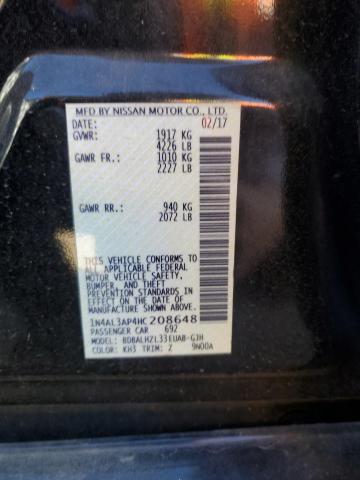 MFD BY NISSAN MOTOR CO., LTD.
DATE: 02/17
GVWR: 1917 KG
4226 LB
GAWR FR.: 1010 KG
2227 LB
GAWR RR.: 940 KG
2072 LB
THIS VEHICLE CONFORMS TO
ALL APPLICABLE FEDERAL
MOTOR VEHICLE SAFETY,
BUMPER, AND THEFT
PREVENTION STANDARDS IN
EFFECT ON THE DATE OF
MANUFACTURE SHOWN ABOVE.
1N4AL3AP4HC208648
PASSENGER CAR 692
MODEL: BDBALHZL33EUAB-GJH
COLOR: KH3 TRIM: Z 9N00A